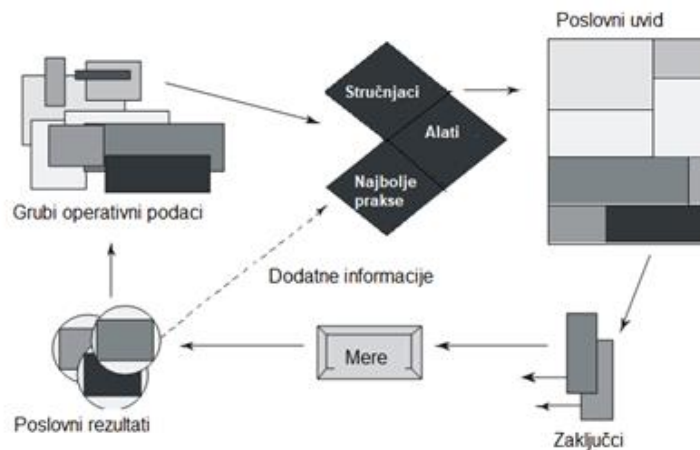 Poslovni uvid
Stručnjaci
Alati
Najbolje
prakse
Grubi operativni podaci
Dodatne informacije
Mere
Poslovni rezultati
Zaključci